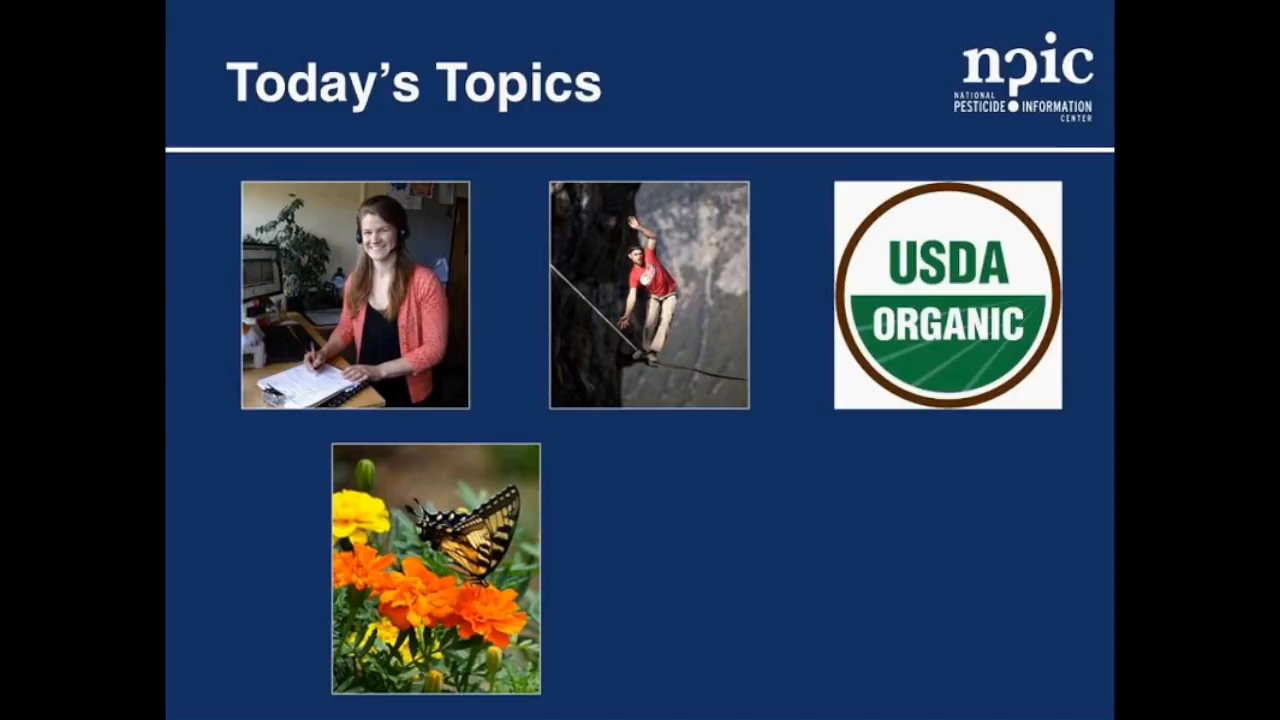 Today's Topics
npic
NATIONAL
PESTICIDE INFORMATION
CENTER
USDA
ORGANIC